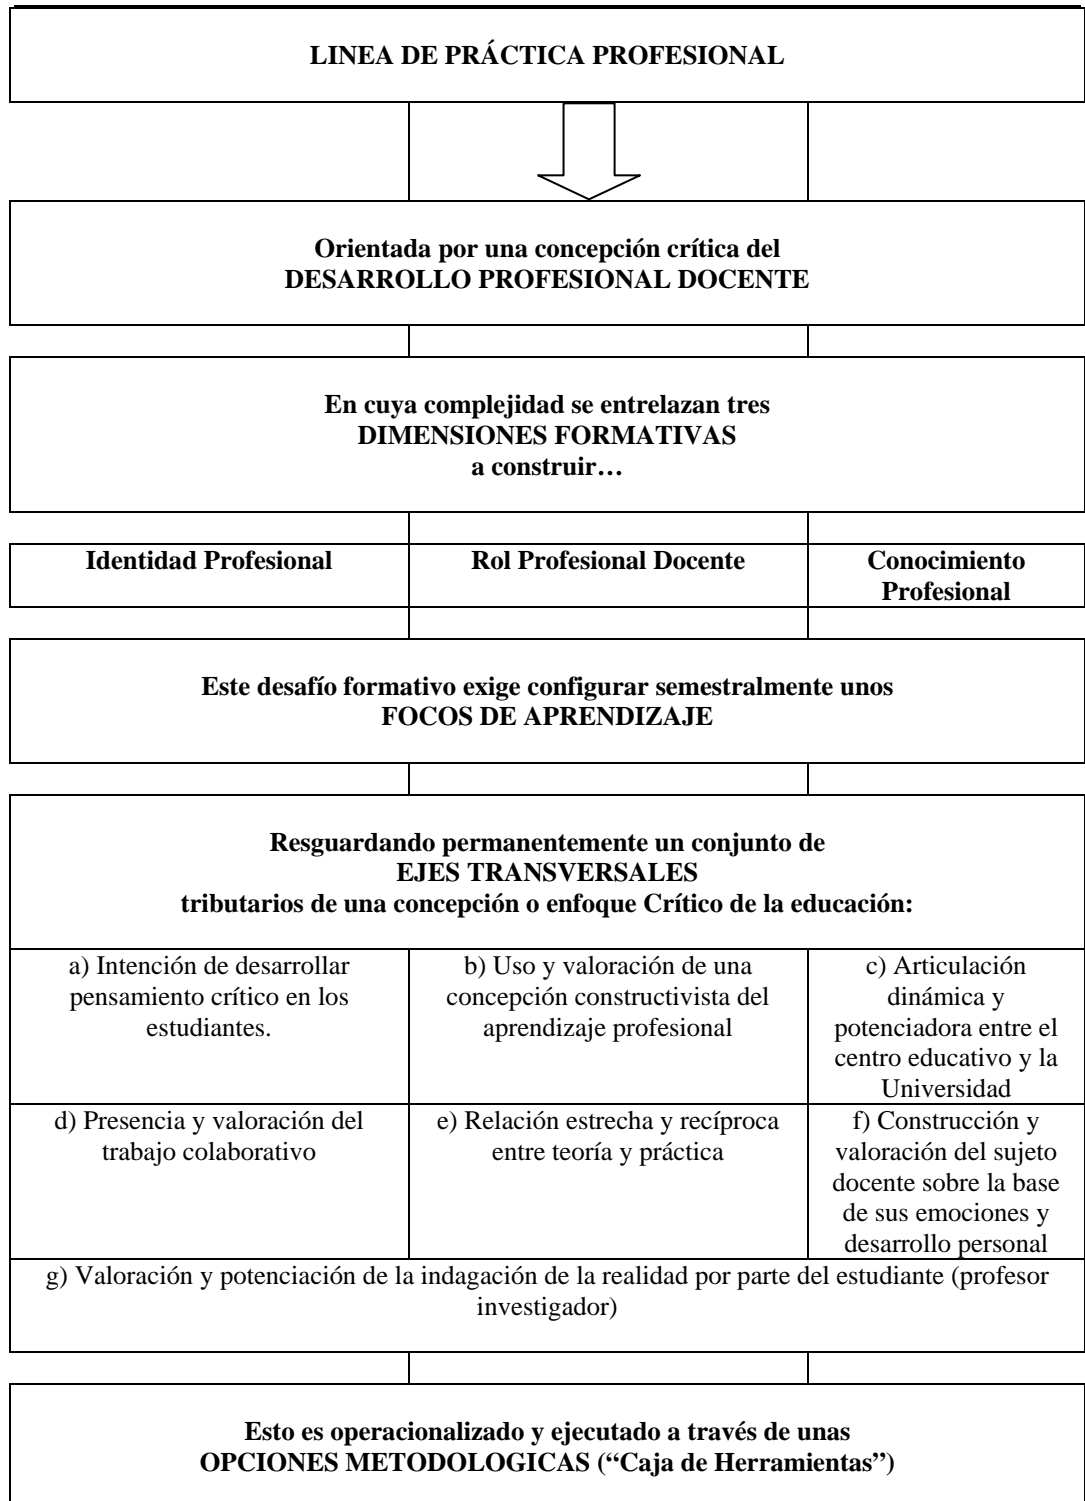 LINEA DE PRÁCTICA PROFESIONAL
Orientada por una concepción crítica del
DESARROLLO PROFESIONAL DOCENTE
En cuya complejidad se entrelazan tres
DIMENSIONES FORMATIVAS
a construir…
Identidad Profesional
Rol Profesional Docente
Conocimiento
Profesional
Este desafío formativo exige configurar semestralmente unos
FOCOS DE APRENDIZAJE
Resguardando permanentemente un conjunto de
EJES TRANSVERSALES
tributarios de una concepción o enfoque Crítico de la educación:
a) Intención de desarrollar
pensamiento crítico en los
estudiantes.
b) Uso y valoración de una
concepción constructivista del
aprendizaje profesional
c) Articulación
dinámica y
potenciadora entre el
centro educativo y la
Universidad
d) Presencia y valoración del
trabajo colaborativo
e) Relación estrecha y recíproca
entre teoría y práctica
f) Construcción y
valoración del sujeto
docente sobre la base
de sus emociones y
desarrollo personal
g) Valoración y potenciación de la indagación de la realidad por parte del estudiante (profesor
investigador)
Esto es operacionalizado y ejecutado a través de unas
OPCIONES METODOLOGICAS (“Caja de Herramientas”)